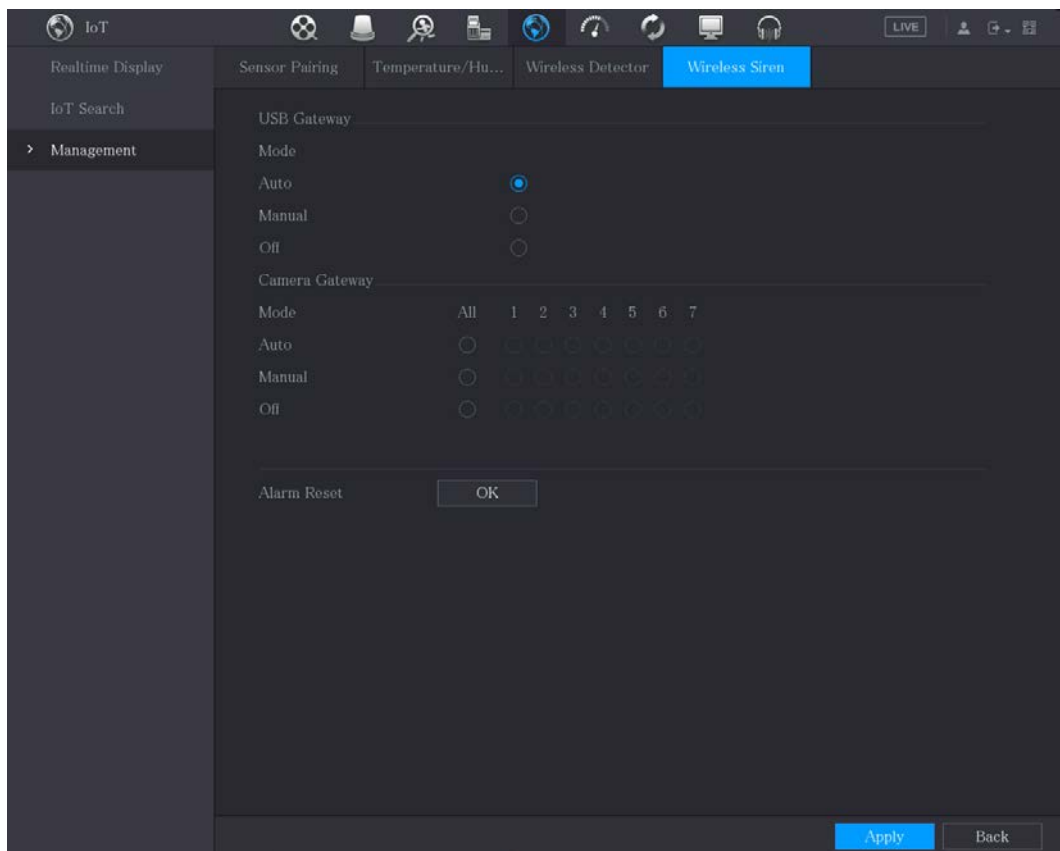 IoT LIVE
Realtime Display
IoT Search
Management
Sensor Pairing Temperature/Hu... Wireless Detector Wireless Siren
USB Gateway
Mode
Auto
Manual
Off
Camera Gateway
Mode All 1 2 3 4 5 6 7
Auto
Manual
Off
Alarm Reset OK
Apply Back